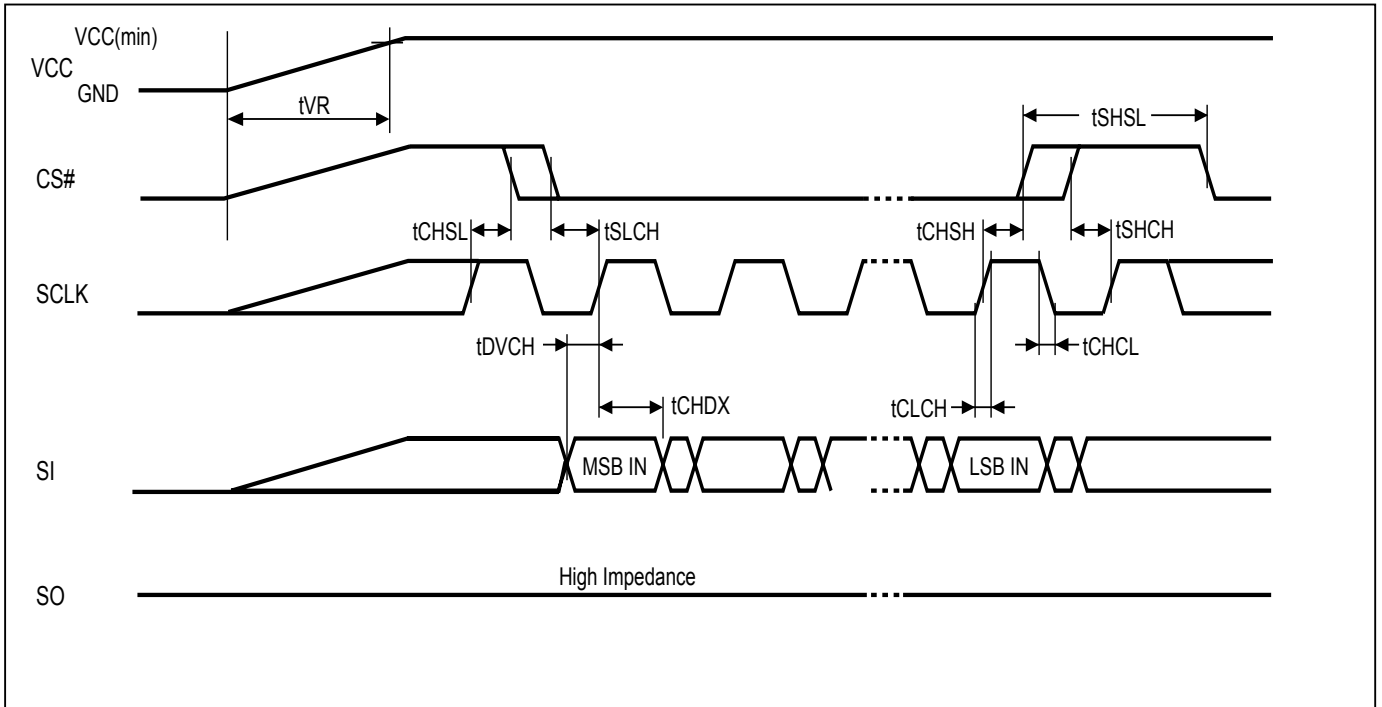 VCC(min)
VCC
GND
tVR
tSHSL
CS#
tCHSL
tSLCH
tCHSH
tSHCH
SCLK
tDVCH
tCHCL
tCHDX
tCLCH
SI
MSB IN
LSB IN
High Impedance
SO